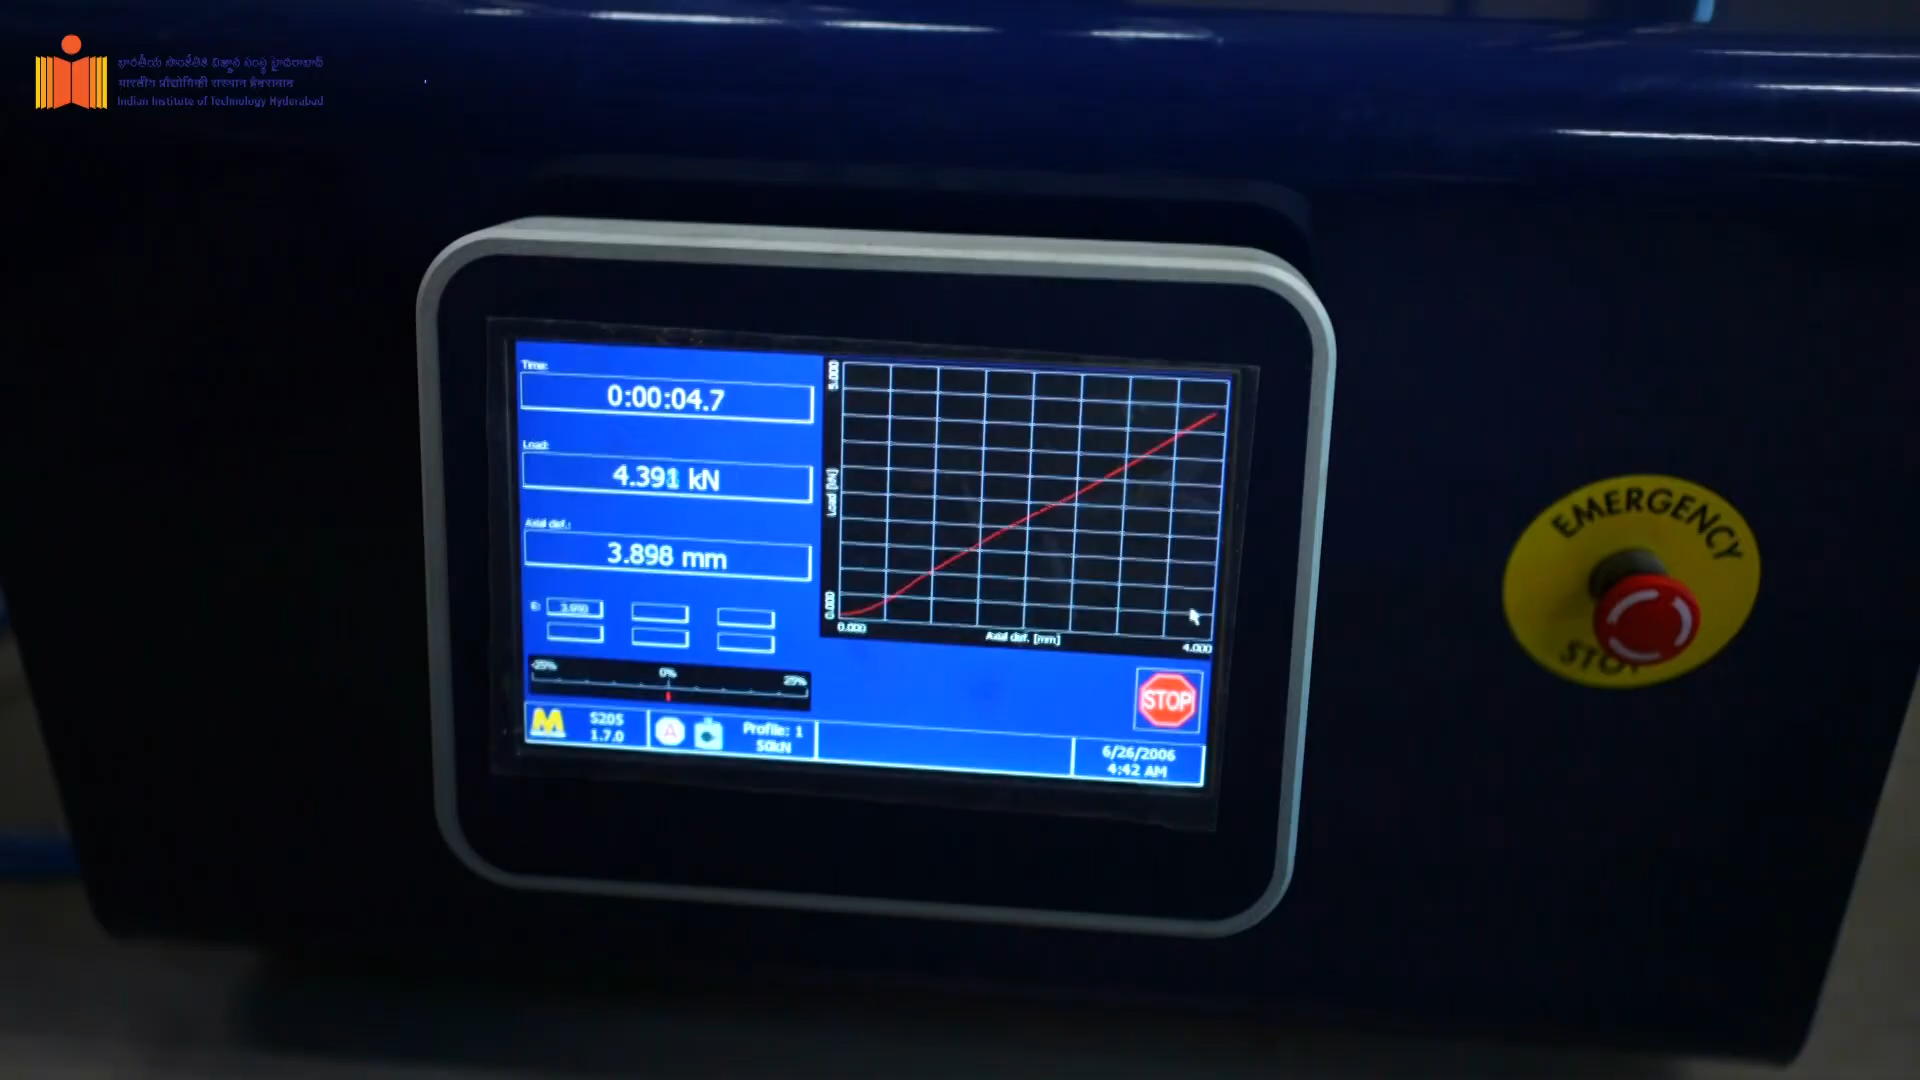 భారతీయ సాంకేతిక విజ్ఞాన సంస్థ హైదరాబాద్
भारतीय प्रौद्योगिकी संस्थान हैदराबाद
Indian Institute of Technology Hyderabad
Time:
0:00:04.7
Load:
4.391 kN
Axial def.:
3.898 mm
-25%
0%
25%
M
S205
1.7.0
A
Profile: 1
50kN
5.000
Load [kN]
0.000
0.000
Axial def. [mm]
4.000
STOP
6/26/2006
4:42 AM
EMERGENCY
STOP